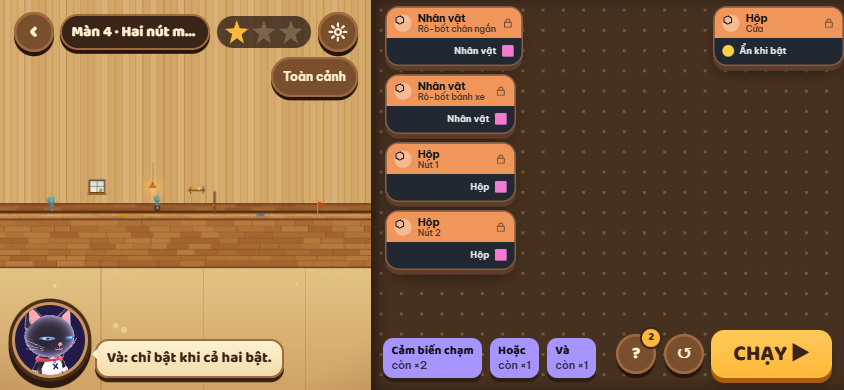 Màn 4 · Hai nút m...
Toàn cảnh
Và: chỉ bật khi cả hai bật.
Nhân vật
Rô-bốt chân ngắn
Nhân vật
Nhân vật
Rô-bốt bánh xe
Nhân vật
Hộp
Nút 1
Hộp
Hộp
Nút 2
Hộp
Hộp
Cửa
Ẩn khi bật
Cảm biến chạm
còn ×2
Hoặc
còn ×1
Và
còn ×1
?
2
CHẠY